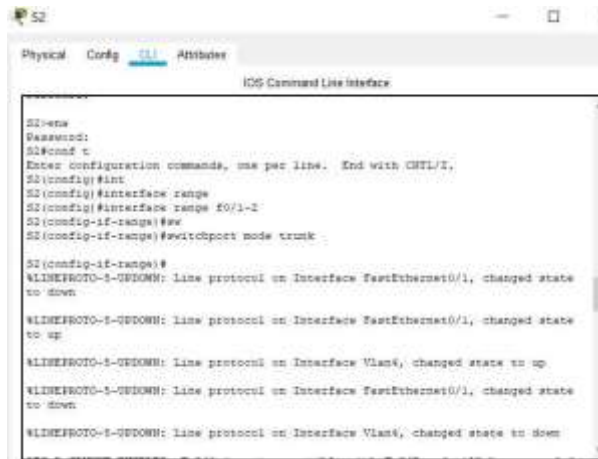 S2
Physical Config CLI Attributes
IOS Command Line Interface
S2>ena
Password:
S2#conf t
Enter configuration commands, one per line. End with CNTL/Z.
S2(config)#int
S2(config)#interface range
S2(config)#interface range f0/1-2
S2(config-if-range)#sw
S2(config-if-range)#switchport mode trunk
S2(config-if-range)#
%LINEPROTO-5-UPDOWN: Line protocol on Interface FastEthernet0/1, changed state
to down
%LINEPROTO-5-UPDOWN: Line protocol on Interface FastEthernet0/1, changed state
to up
%LINEPROTO-5-UPDOWN: Line protocol on Interface Vlan4, changed state to up
%LINEPROTO-5-UPDOWN: Line protocol on Interface FastEthernet0/1, changed state
to down
%LINEPROTO-5-UPDOWN: Line protocol on Interface Vlan4, changed state to down